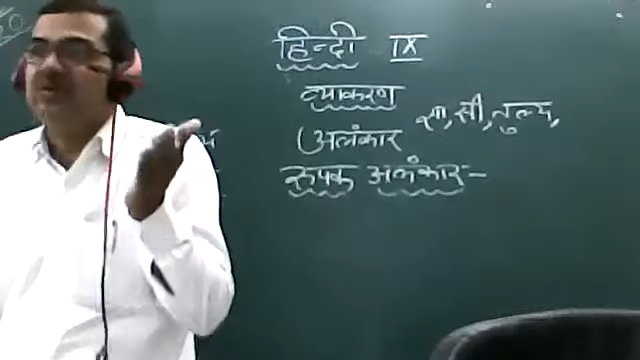 हिन्दी IX
व्याकरण
(अलंकार सा, सी, तुल्य,
रूपक अलंकार-